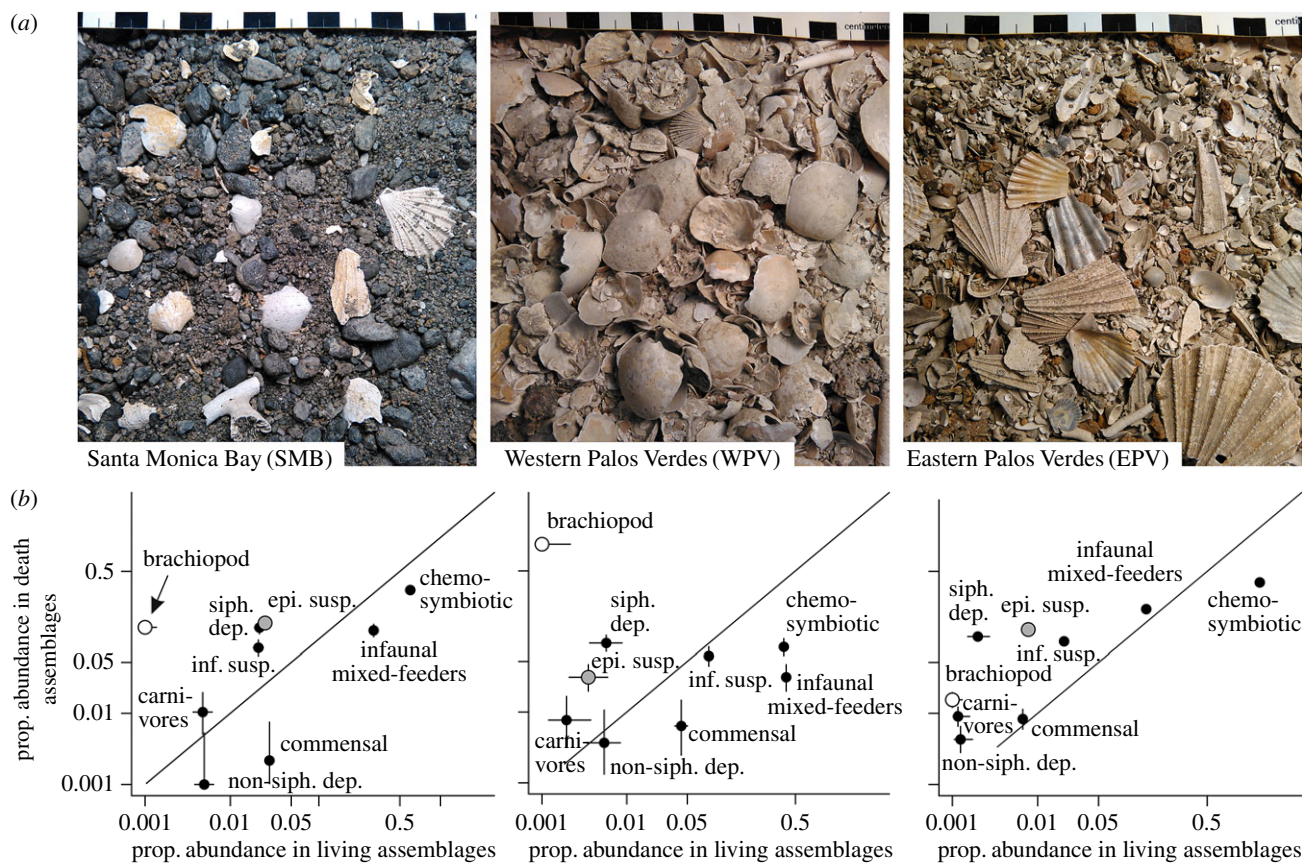 (a)
centimeter
centi
Santa Monica Bay (SMB)
Western Palos Verdes (WPV)
Eastern Palos Verdes (EPV)
(b)
prop. abundance in death
assemblages
0.5
0.05
0.01
0.001
brachiopod
siph.
dep.
epi. susp.
inf. susp.
chemo-
symbiotic
infaunal
mixed-feeders
carni-
vores
commensal
non-siph. dep.
0.001
0.01
0.05
0.5
prop. abundance in living assemblages
brachiopod
siph.
dep.
epi. susp.
chemo-
symbiotic
inf. susp.
infaunal
mixed-feeders
carni-
vores
commensal
non-siph. dep.
0.001
0.01
0.05
0.5
prop. abundance in living assemblages
infaunal
mixed-feeders
siph.
dep.
epi. susp.
chemo-
symbiotic
inf. susp.
brachiopod
carni-
vores
commensal
non-siph. dep.
0.001
0.01
0.05
0.5
prop. abundance in living assemblages